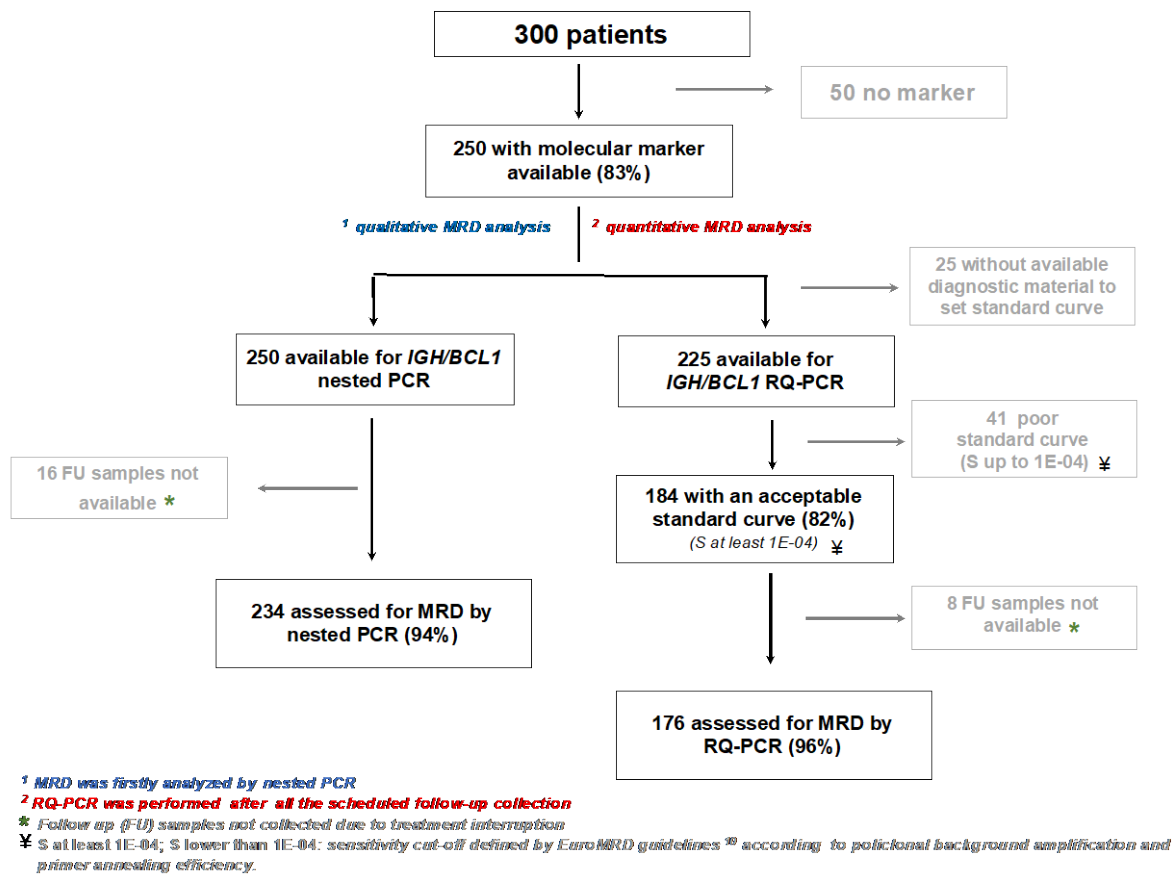 300 patients
50 no marker
250 with molecular marker
available (83%)
1 qualitative MRD analysis
2 quantitative MRD analysis
25 without available
diagnostic material to
set standard curve
250 available for IGH/BCL1
nested PCR
225 available for
IGH/BCL1 RQ-PCR
41 poor
standard curve
(S up to 1E-04) ¥
16 FU samples not
available *
184 with an acceptable
standard curve (82%)
(S at least 1E-04) ¥
234 assessed for MRD by
nested PCR (94%)
8 FU samples not
available *
176 assessed for MRD by
RQ-PCR (96%)
1 MRD was firstly analyzed by nested PCR
2 RQ-PCR was performed after all the scheduled follow-up collection
* Follow up (FU) samples not collected due to treatment interruption
¥ S at least 1E-04; S lower than 1E-04: sensitivity cut-off defined by EuroMRD guidelines 19 according to policlonal background amplification and
primer annealing efficiency.